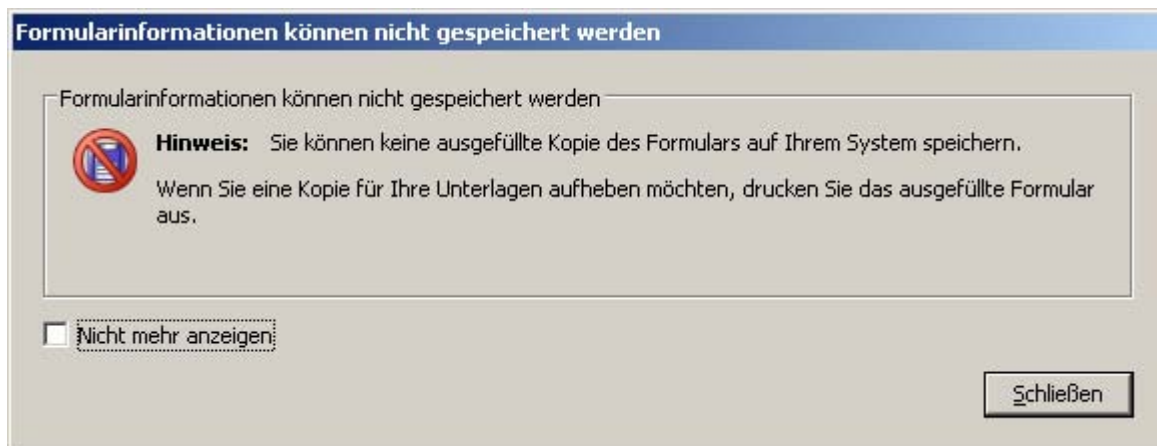 Formularinformationen können nicht gespeichert werden
Formularinformationen können nicht gespeichert werden
Hinweis: Sie können keine ausgefüllte Kopie des Formulars auf Ihrem System speichern.
Wenn Sie eine Kopie für Ihre Unterlagen aufheben möchten, drucken Sie das ausgefüllte Formular
aus.
Nicht mehr anzeigen
Schließen